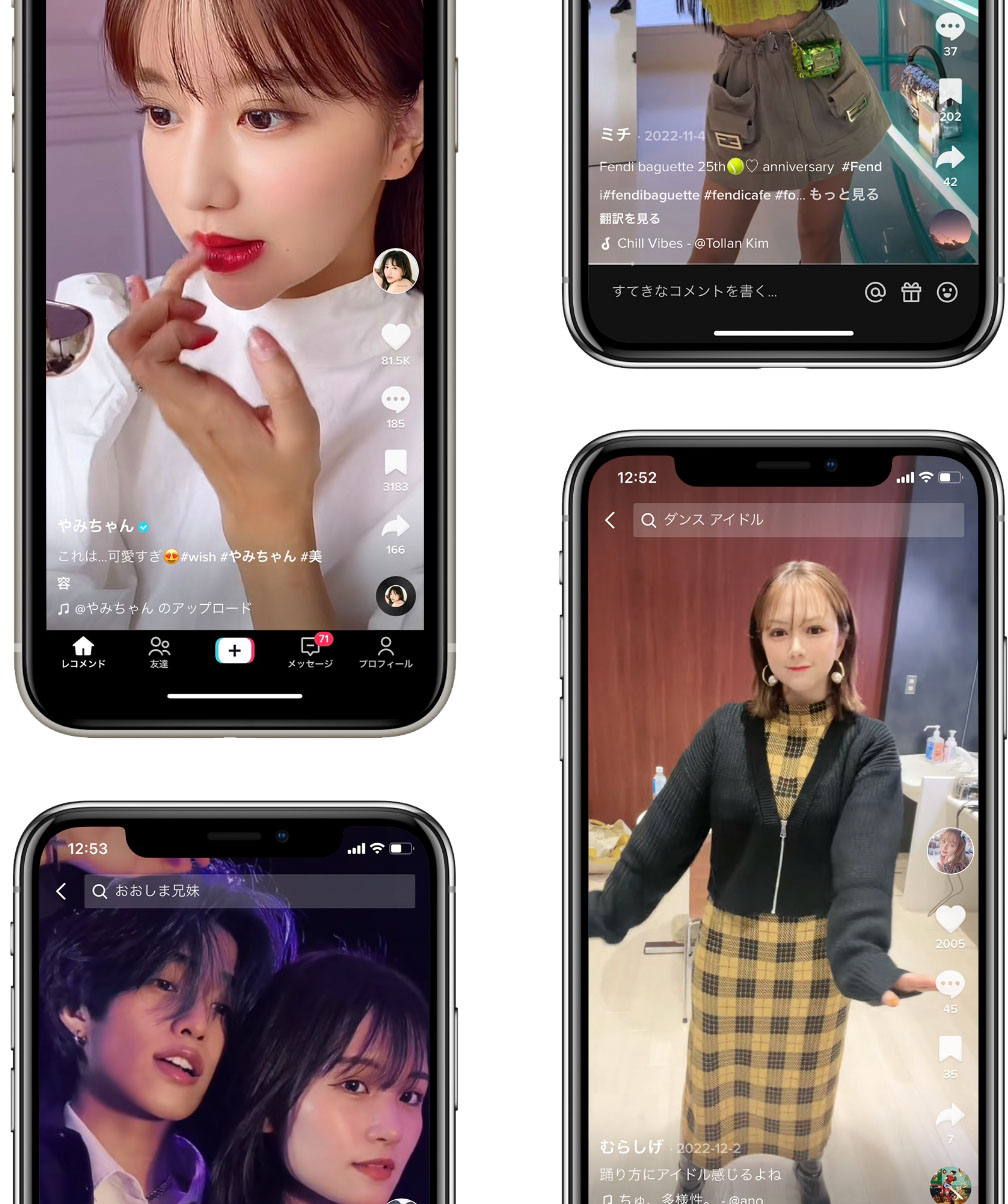 81.5K
185
3183
166
やみちゃん
これは...可愛すぎ😍#wish #やみちゃん #美
容
@やみちゃん のアップロード
レコメンド
友達
71
メッセージ
プロフィール
12:53
おおしま兄妹
37
202
42
ミチ · 2022-11-4
Fendi baguette 25th🎾♡ anniversary #Fend
i#fendibaguette #fendicafe #fo... もっと見る
翻訳を見る
Chill Vibes - @Tollan Kim
すてきなコメントを書く...
12:52
ダンス アイドル
2005
45
35
7
むらしげ · 2022-12-2
踊り方にアイドル感じるよね
ちゅ、多様性。 - @ano